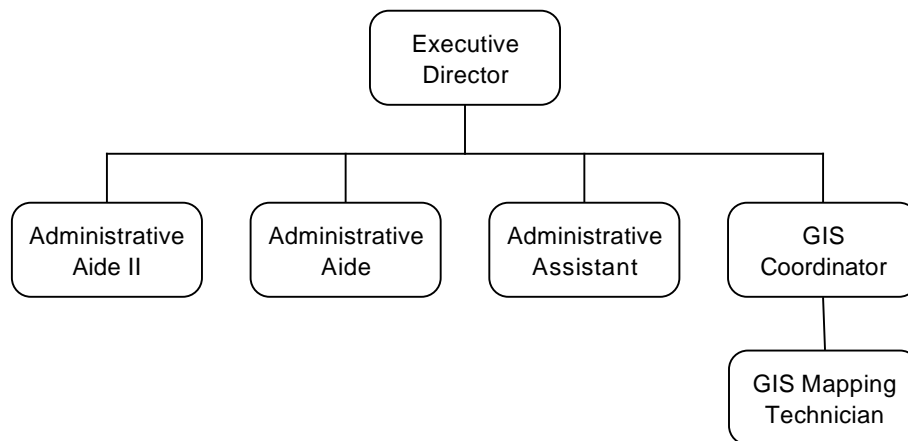 Executive
Director
Administrative
Aide II
Administrative
Aide
Administrative
Assistant
GIS
Coordinator
GIS Mapping
Technician